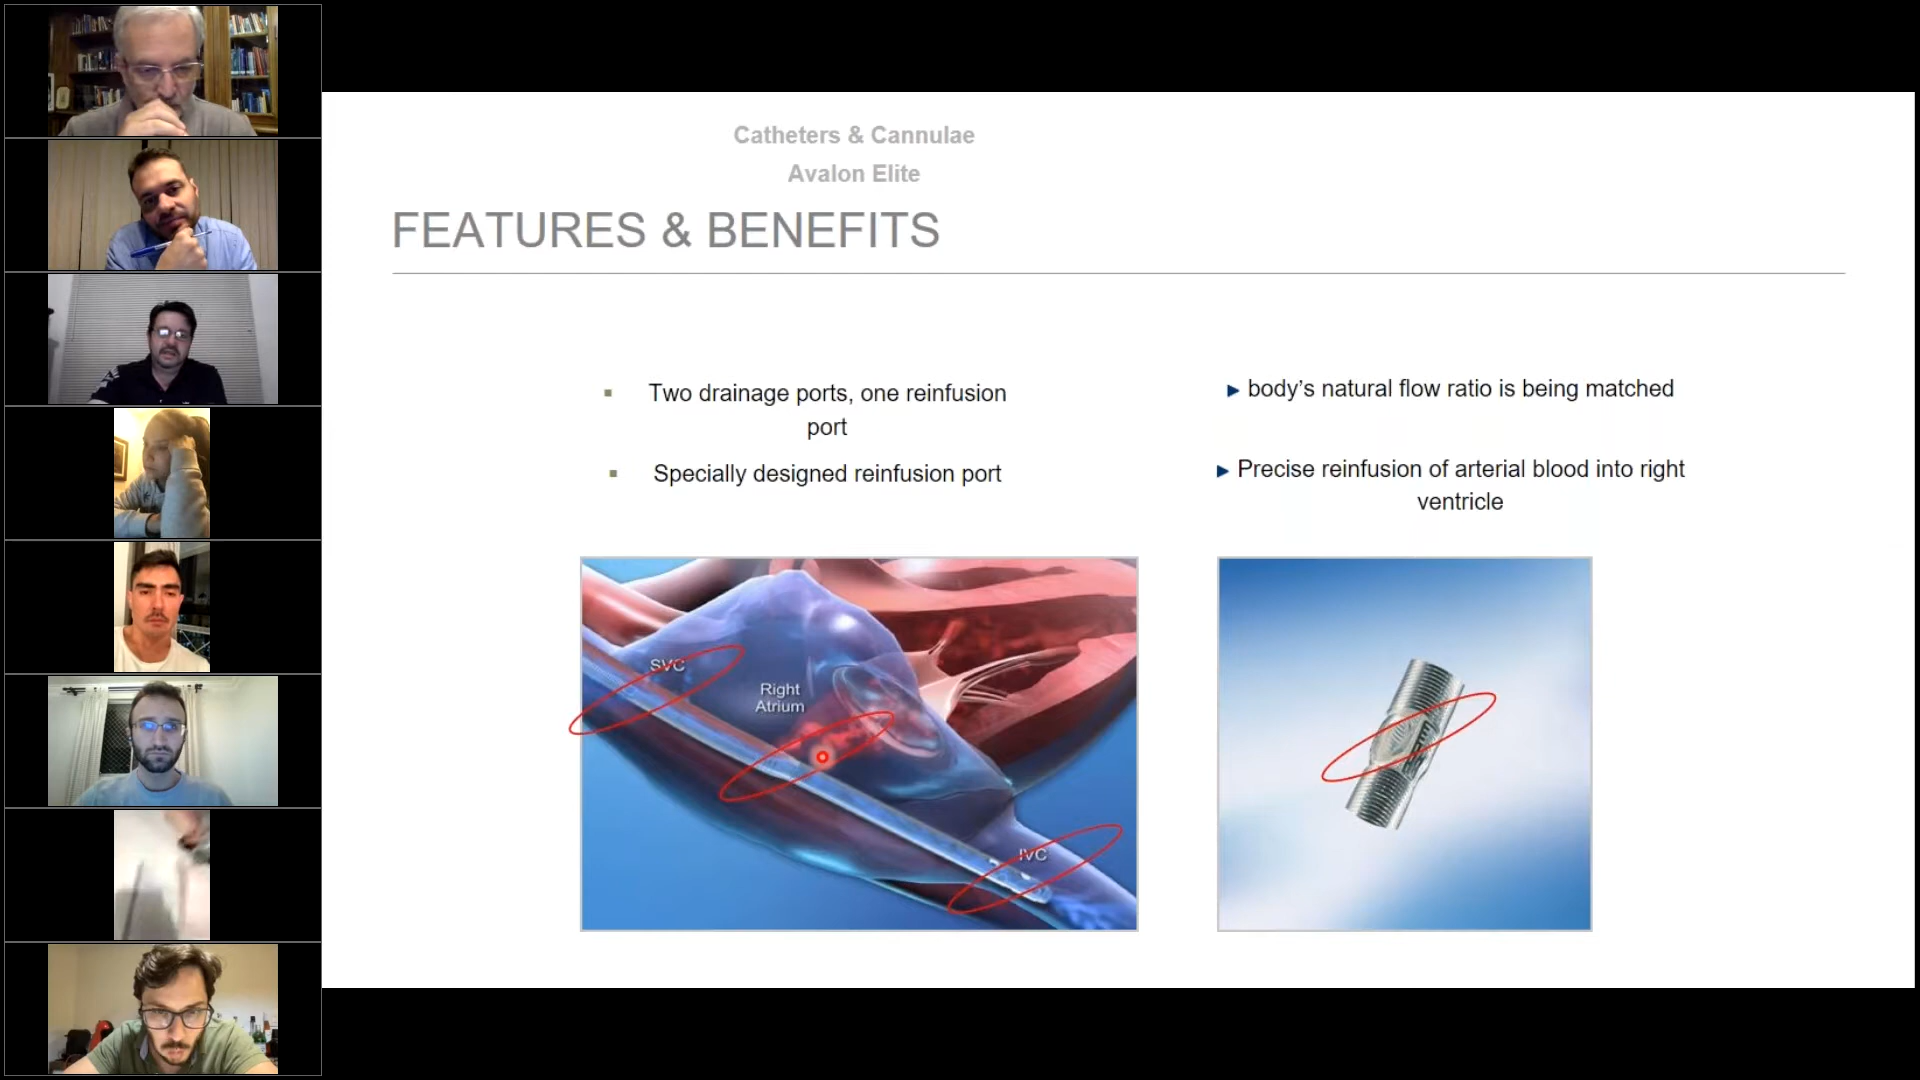 Catheters & Cannulae
Avalon Elite
FEATURES & BENEFITS
Two drainage ports, one reinfusion
port
Specially designed reinfusion port
body's natural flow ratio is being matched
Precise reinfusion of arterial blood into right
ventricle
SVC
Right
Atrium
IVC